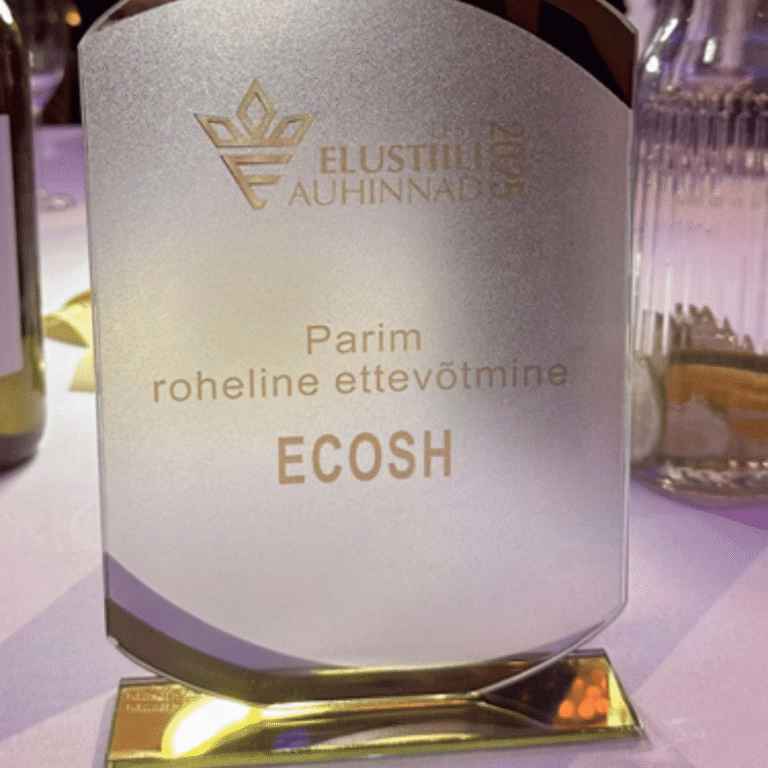 EESTI
ELUSTIILI
AUHINNAD
2025
Parim
roheline ettevõtmine
ECOSH